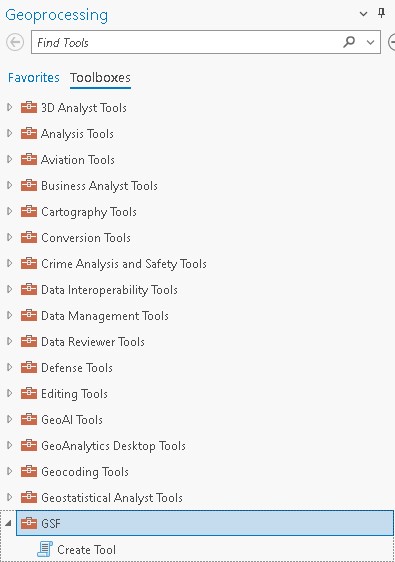 Geoprocessing
Find Tools
Favorites Toolboxes
3D Analyst Tools
Analysis Tools
Aviation Tools
Business Analyst Tools
Cartography Tools
Conversion Tools
Crime Analysis and Safety Tools
Data Interoperability Tools
Data Management Tools
Data Reviewer Tools
Defense Tools
Editing Tools
GeoAI Tools
GeoAnalytics Desktop Tools
Geocoding Tools
Geostatistical Analyst Tools
GSF
Create Tool